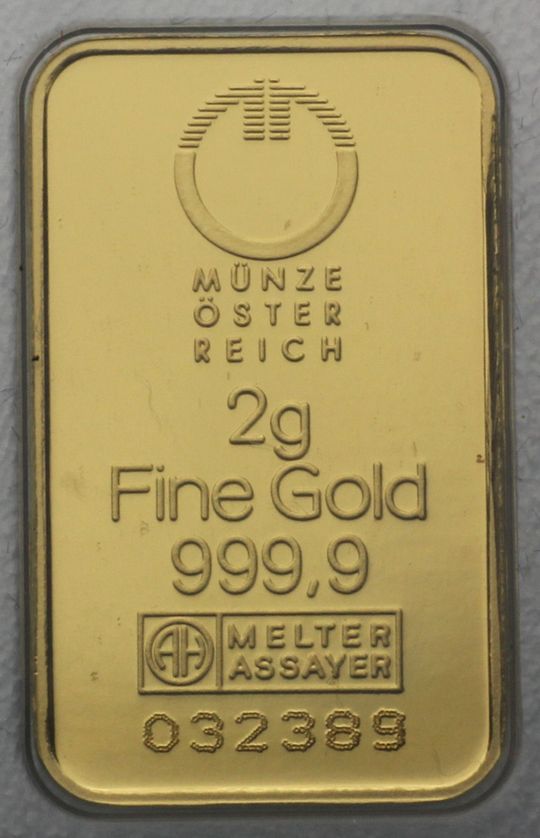 MÜNZE
ÖSTER
REICH
2g
Fine Gold
999,9
AH MELTER
ASSAYER
032389